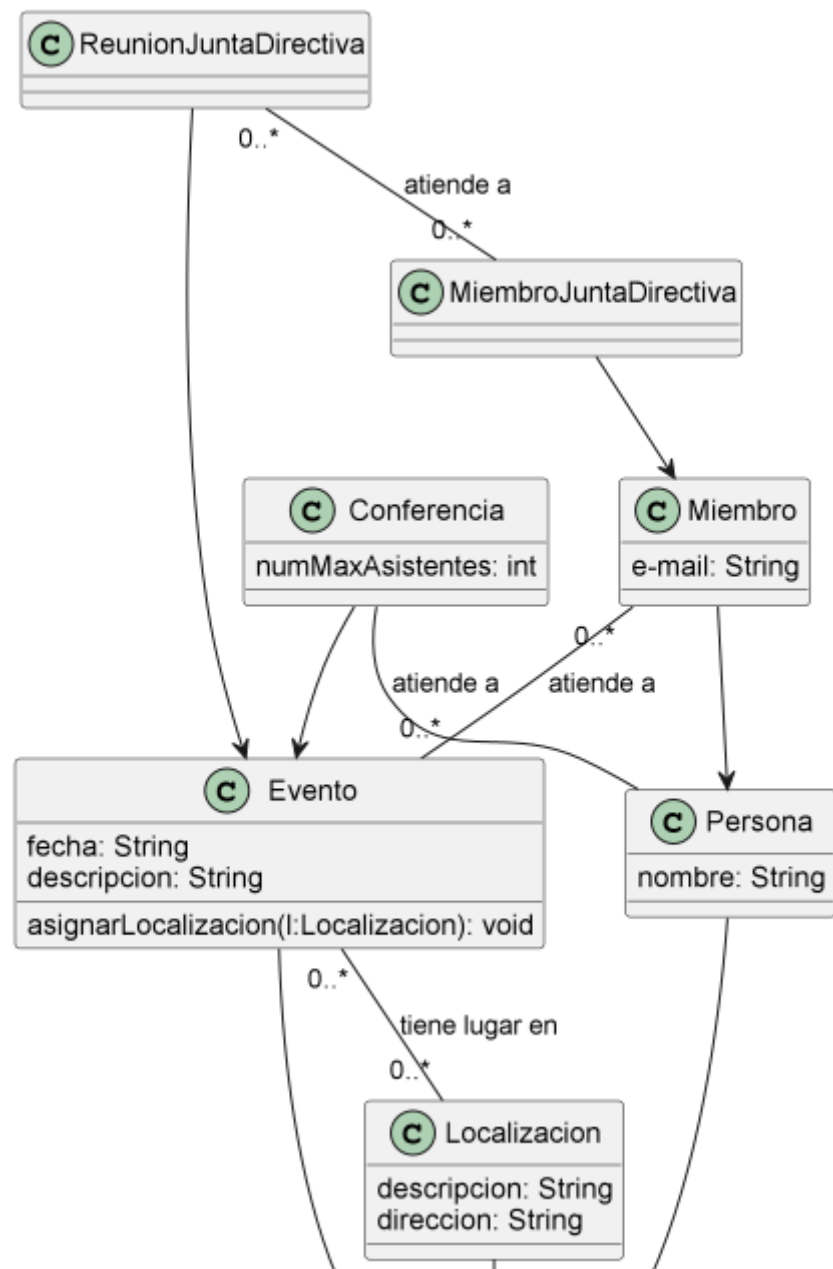 C ReunionJuntaDirectiva
0..*
atiende a
0..*
C MiembroJuntaDirectiva
C Conferencia
numMaxAsistentes: int
C Miembro
e-mail: String
0..*
atiende a
atiende a
0..*
C Evento
fecha: String
descripcion: String
asignarLocalizacion(l:Localizacion): void
C Persona
nombre: String
0..*
tiene lugar en
0..*
C Localizacion
descripcion: String
direccion: String